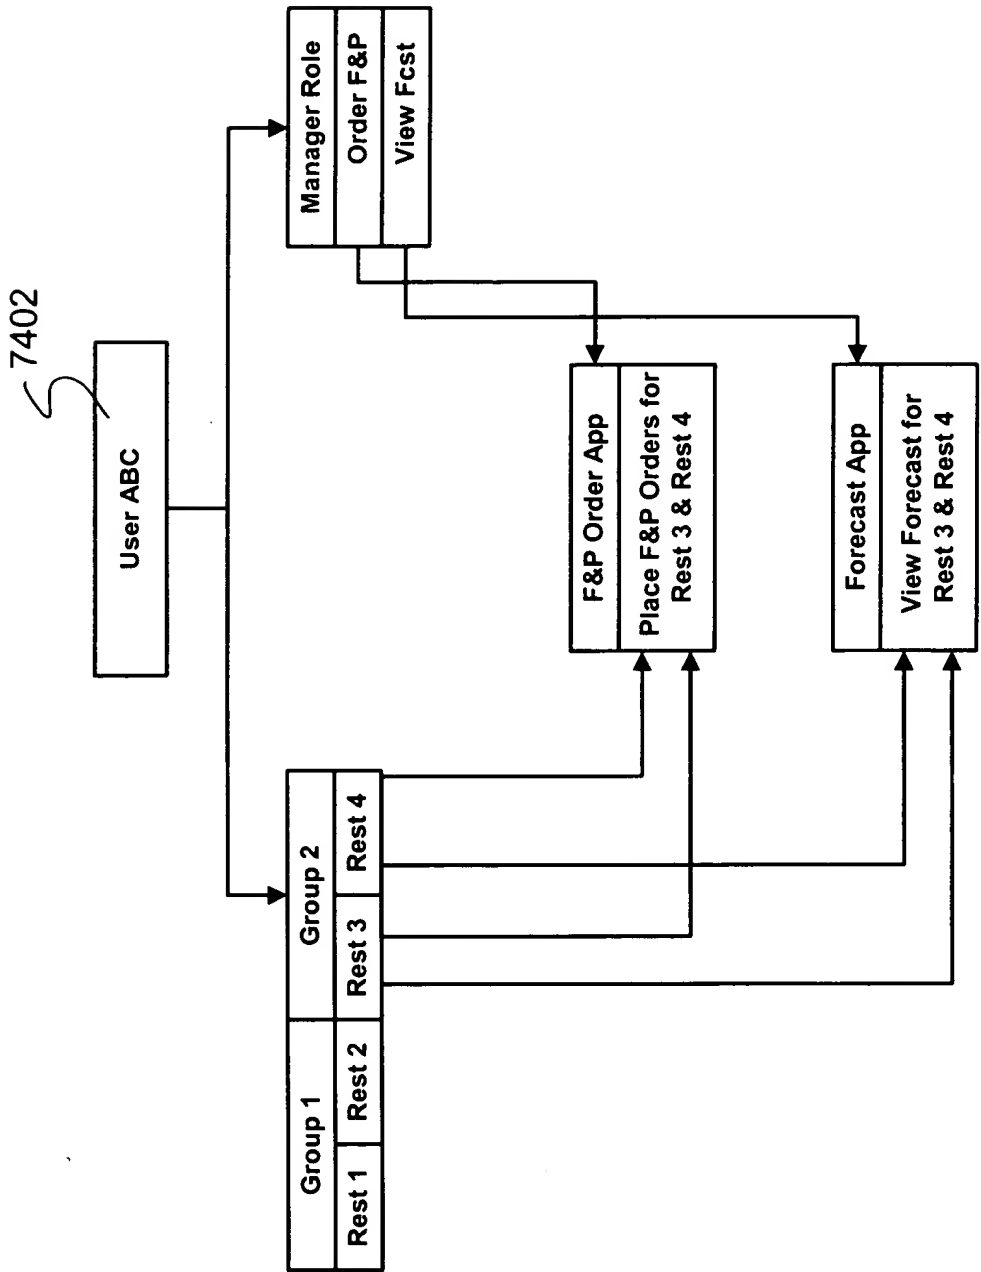 7402
User ABC
Group 1
Group 2
Rest 1
Rest 2
Rest 3
Rest 4
Manager Role
Order F&P
View Fcst
F&P Order App
Place F&P Orders for
Rest 3 & Rest 4
Forecast App
View Forecast for
Rest 3 & Rest 4